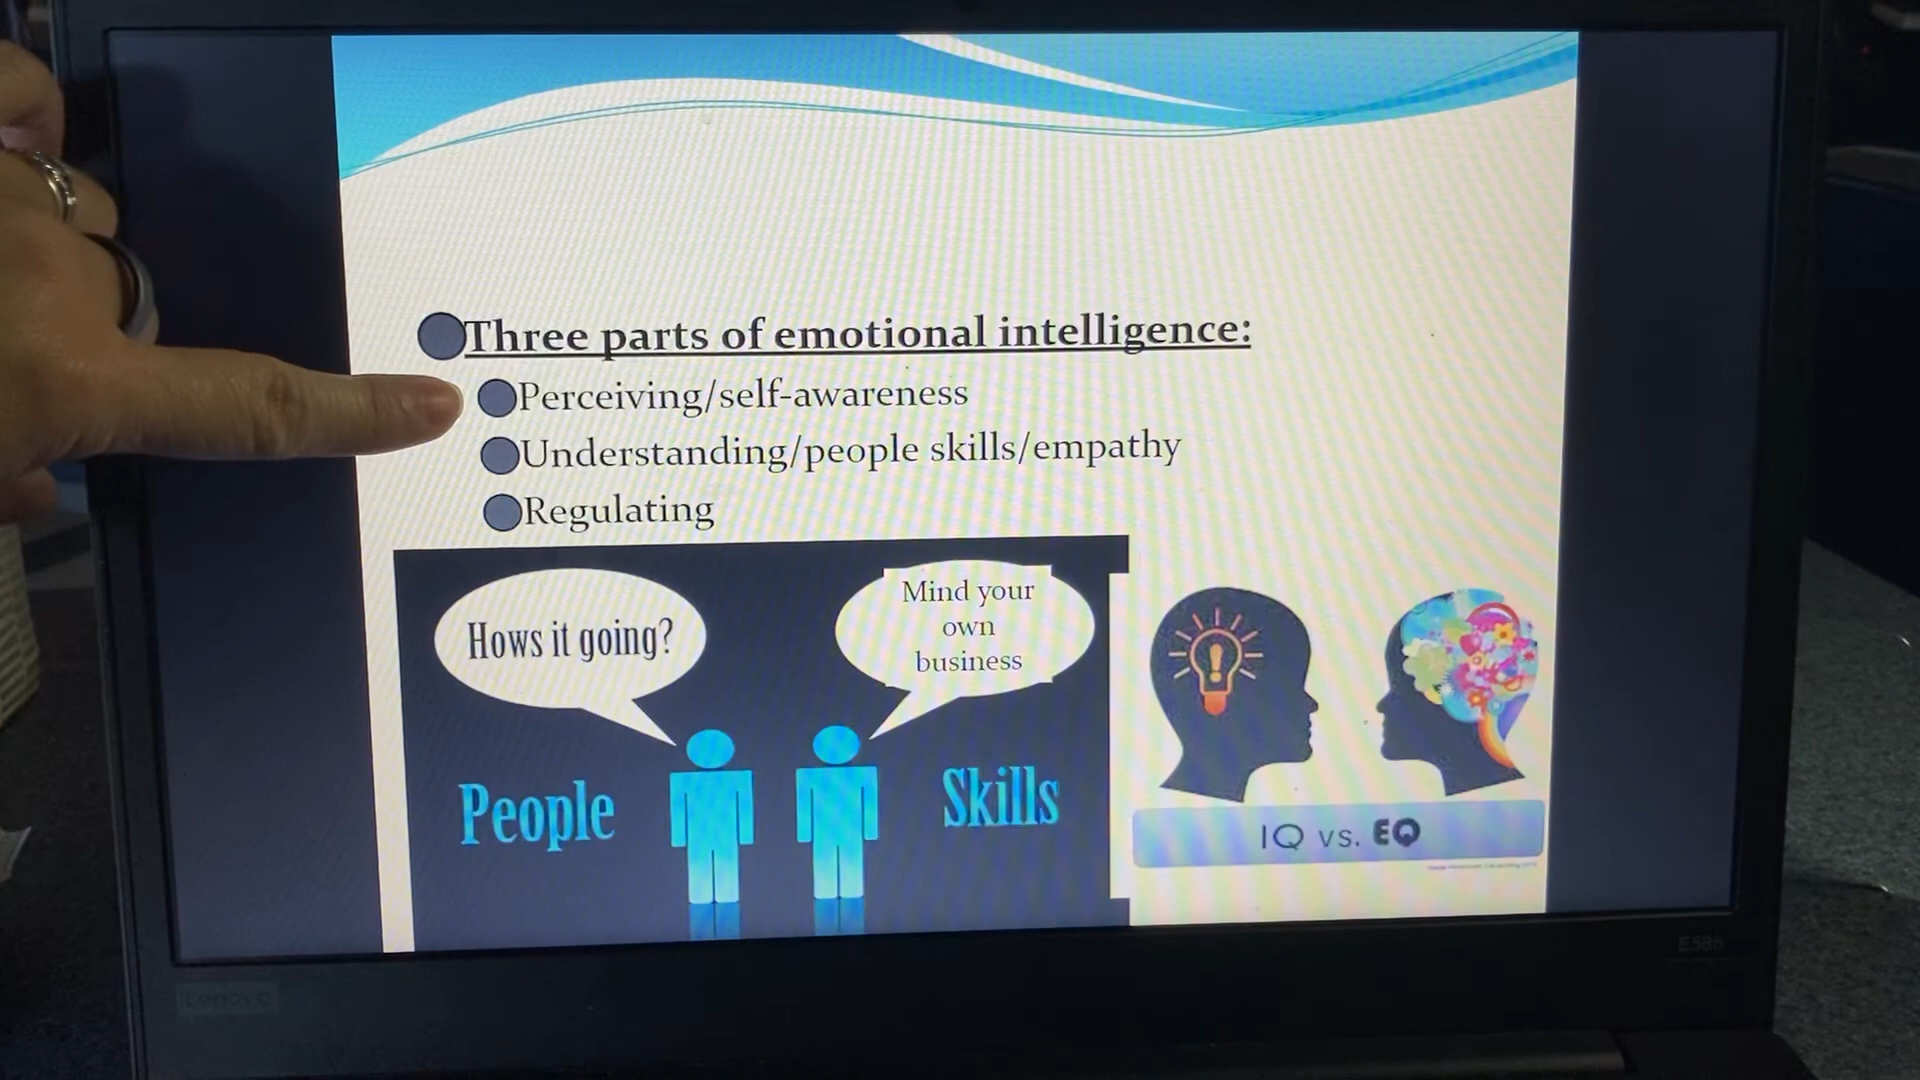 Three parts of emotional intelligence:
Perceiving/self-awareness
Understanding/people skills/empathy
Regulating
Hows it going?
Mind your
own
business
People
Skills
IQ vs. EQ
E585
Lenovo